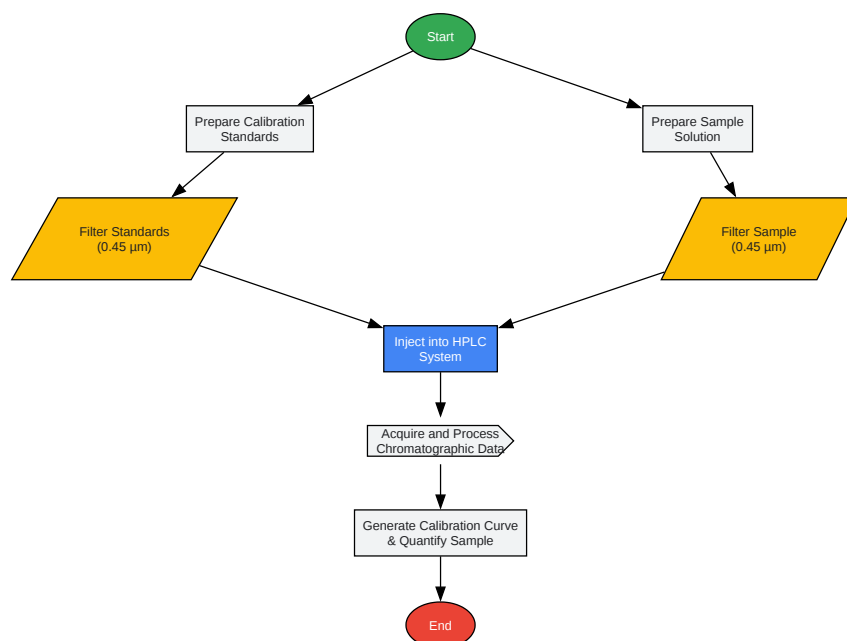 Start
Prepare Calibration
Standards
Prepare Sample
Solution
Filter Standards
(0.45 µm)
Filter Sample
(0.45 µm)
Inject into HPLC
System
Acquire and Process
Chromatographic Data
Generate Calibration Curve
& Quantify Sample
End